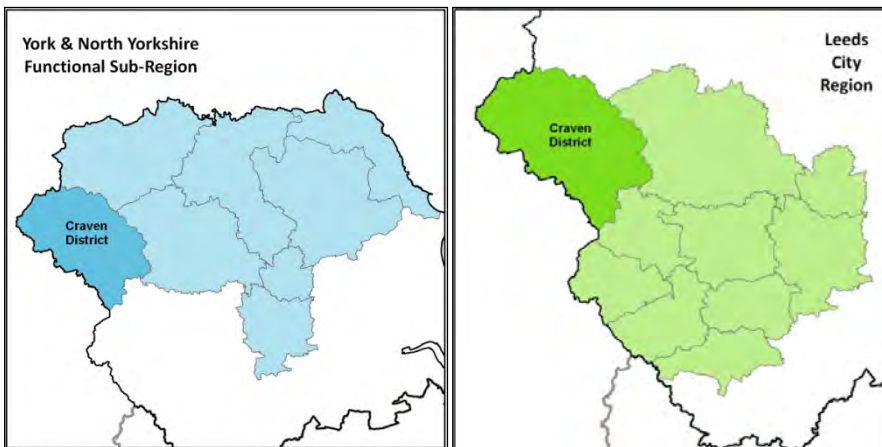 York & North Yorkshire
Functional Sub-Region
Craven
District
Leeds
City
Region
Craven
District